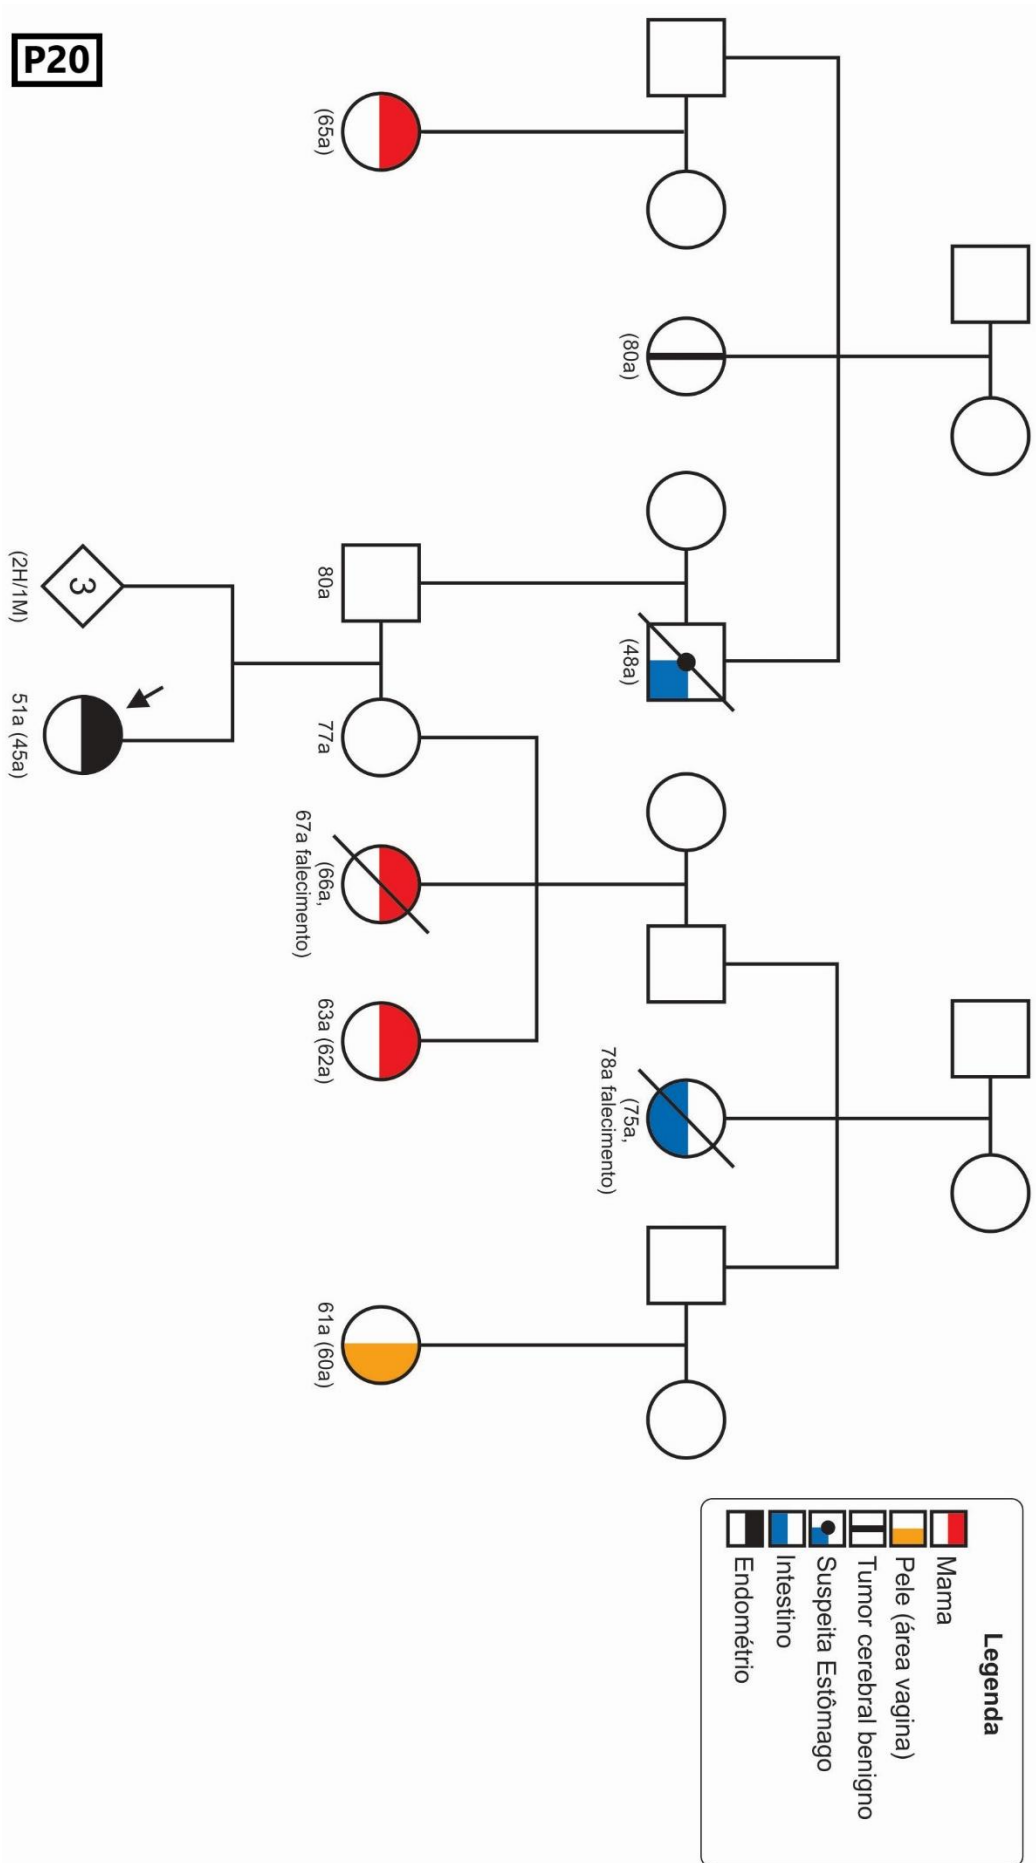 P20
(80a)
(48a)
(75a,
78a falecimento)
(65a)
80a
77a
(66a,
67a falecimento)
63a (62a)
61a (60a)
3
(2H/1M)
51a (45a)
Legenda
Mama
Pele (área vagina)
Tumor cerebral benigno
Suspeita Estômago
Intestino
Endométrio